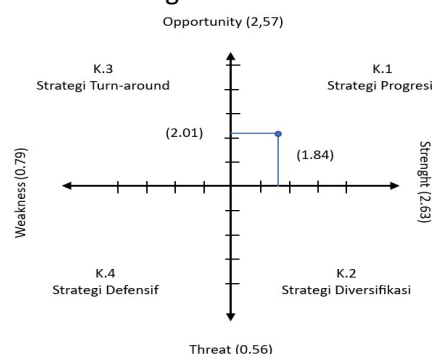 Opportunity (2,57)
K.3
Strategi Turn-around
K.1
Strategi Progresi
(2.01)
(1.84)
Weakness (0.79)
Strenght (2.63)
K.4
Strategi Defensif
K.2
Strategi Diversifikasi
Threat (0.56)